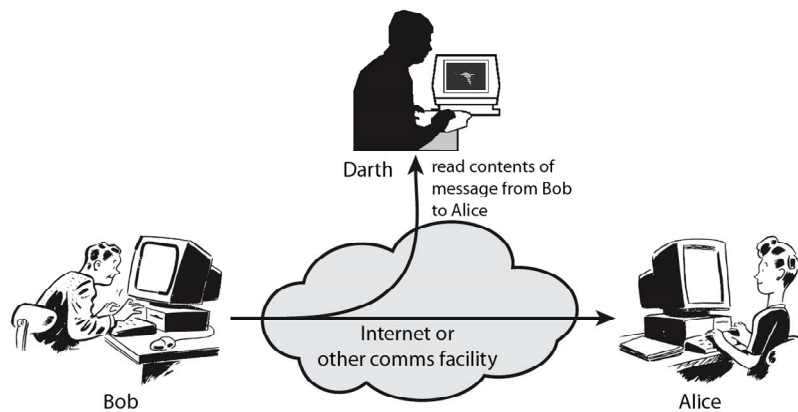 Darth
read contents of
message from Bob
to Alice
Internet or
other comms facility
Bob
Alice